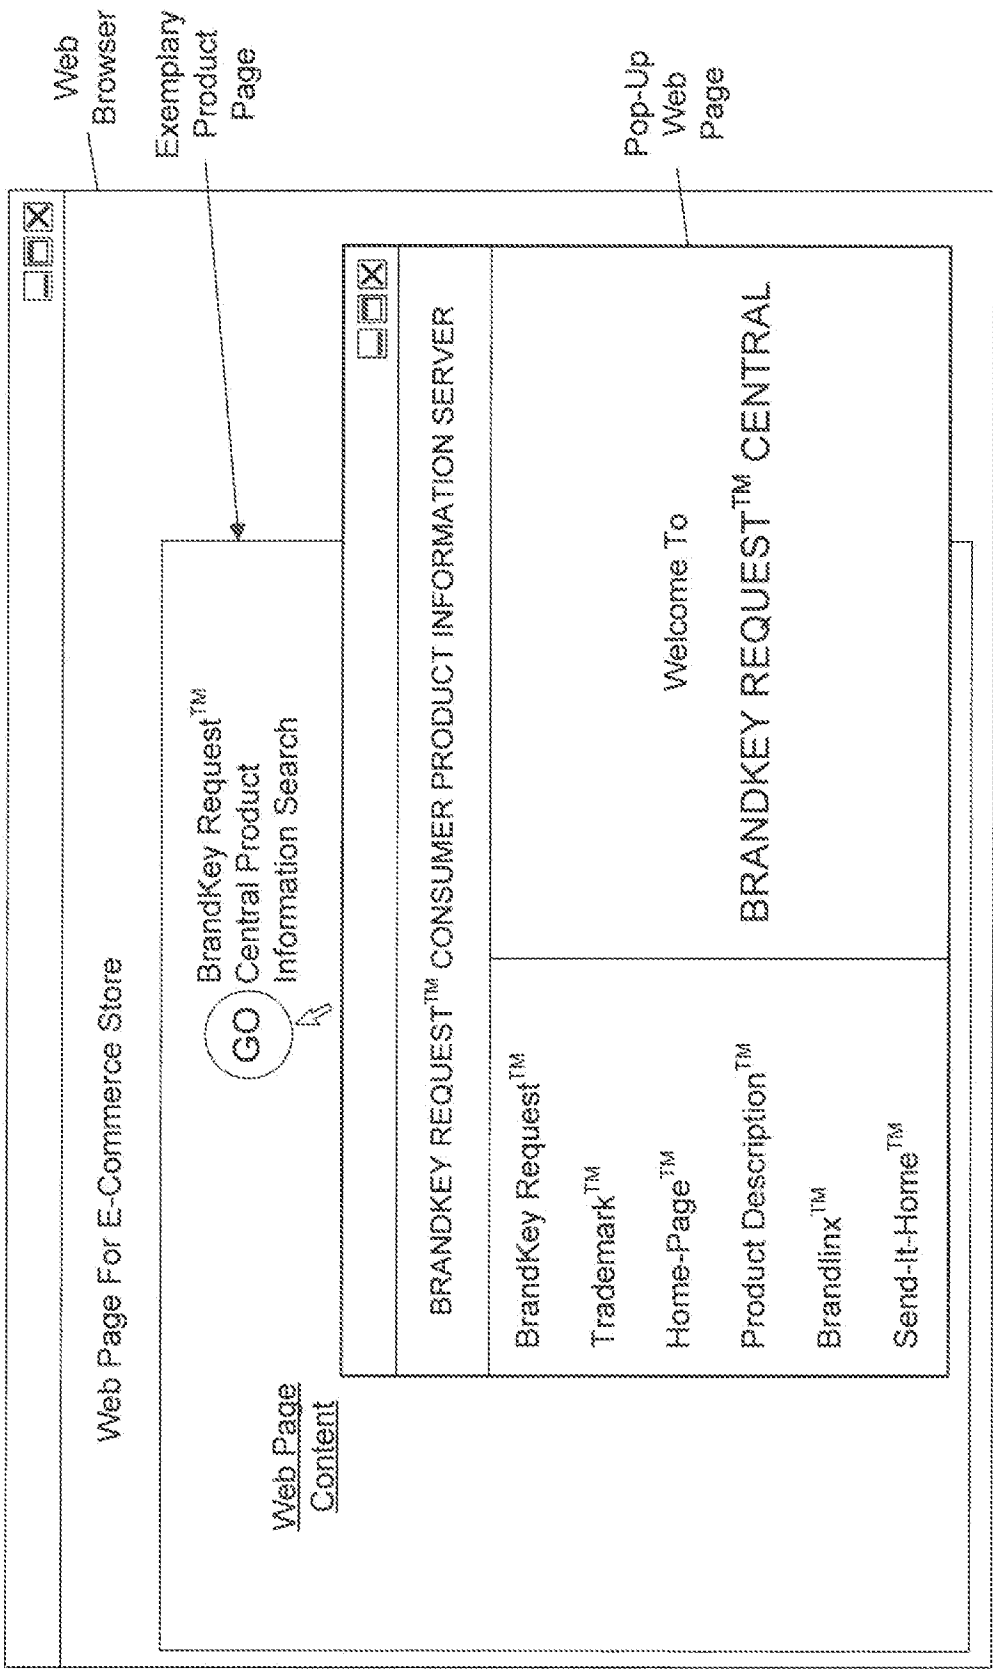 Web
Browser
Exemplary
Product
Page
Pop-Up
Web
Page
Web Page For E-Commerce Store
Web Page
Content
GO
BrandKey Request™
Central Product
Information Search
BRANDKEY REQUEST™ CONSUMER PRODUCT INFORMATION SERVER
BrandKey Request™
Trademark™
Home-Page™
Product Description™
Brandlinx™
Send-It-Home™
Welcome To
BRANDKEY REQUEST™ CENTRAL